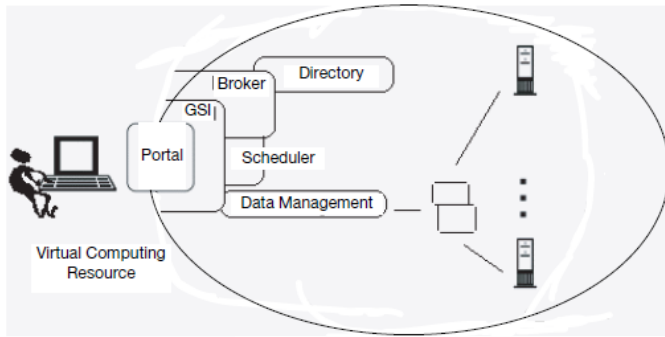 Directory
Broker
GSI
Portal
Scheduler
Data Management
Virtual Computing
Resource